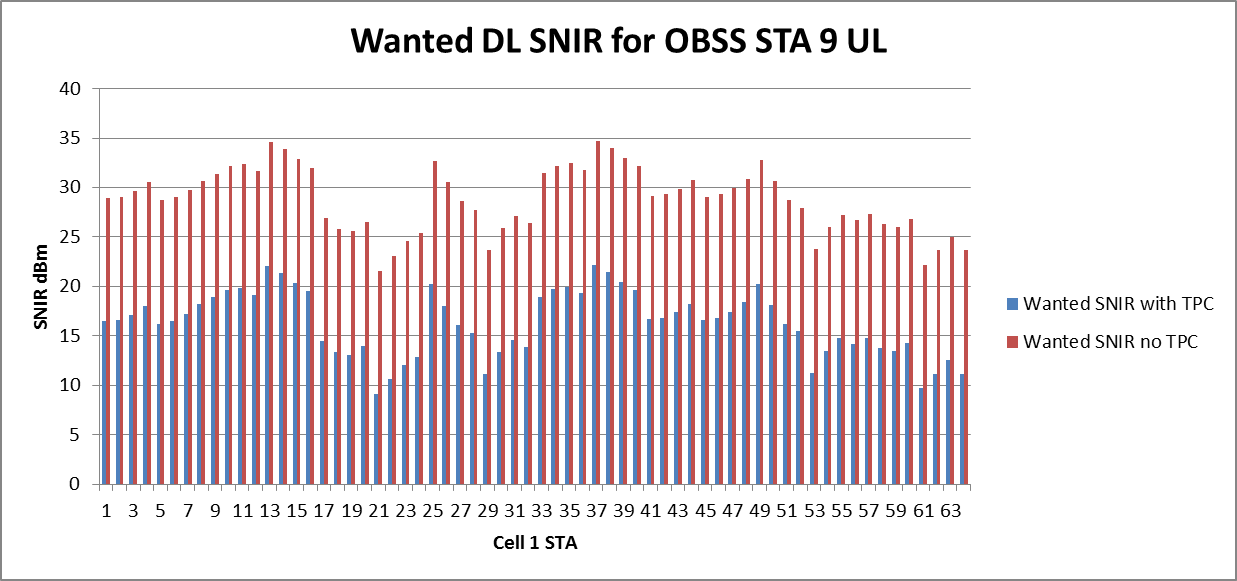 Wanted DL SNIR for OBSS STA 9 UL
40
35
30
25
20
15
10
5
0
SNIR dBm
1 3 5 7 9 11 13 15 17 19 21 23 25 27 29 31 33 35 37 39 41 43 45 47 49 51 53 55 57 59 61 63
Cell 1 STA
Wanted SNIR with TPC
Wanted SNIR no TPC